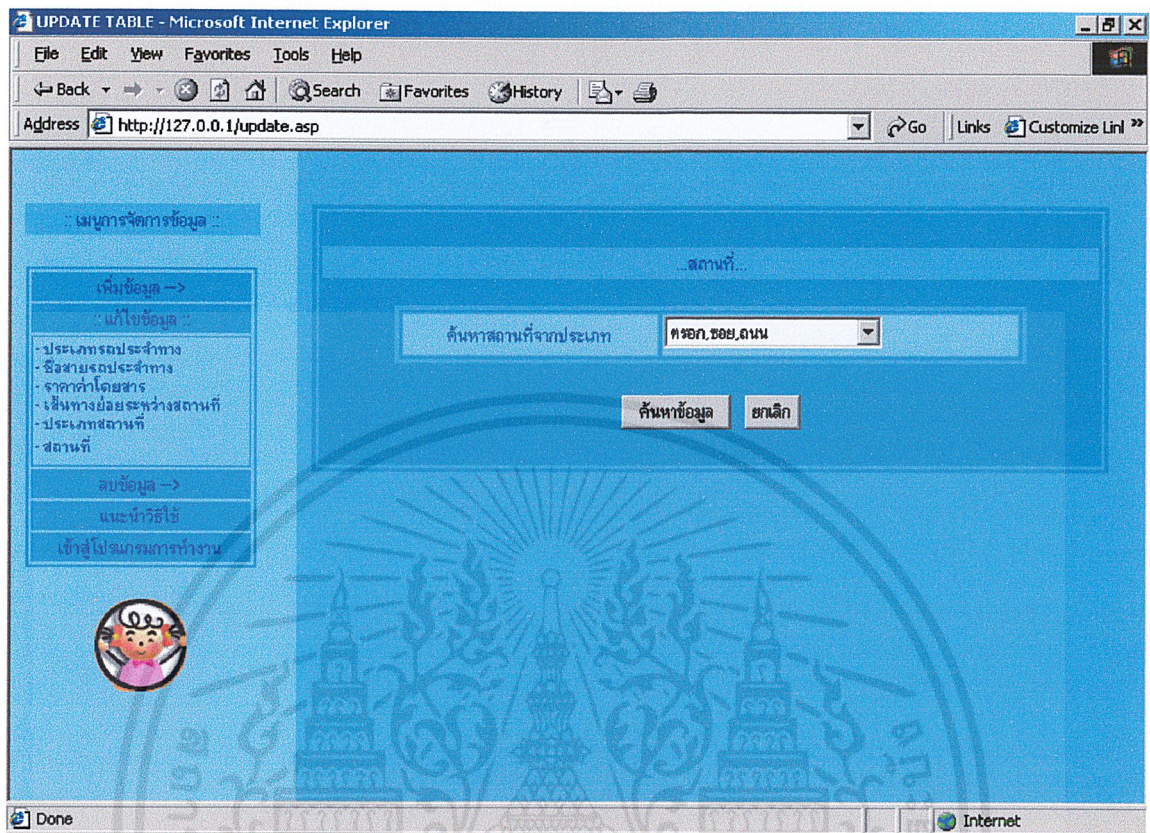 UPDATE TABLE - Microsoft Internet Explorer
File Edit View Favorites Tools Help
Back Search Favorites History
Address http://127.0.0.1/update.asp Go Links Customize Linl »
:: เมนูการจัดการข้อมูล ::
เพิ่มข้อมูล -->
:: แก้ไขข้อมูล ::
- ประเภทรถประจำทาง
- ชื่อสายรถประจำทาง
- ราคาค่าโดยสาร
- เส้นทางย่อยระหว่างสถานที่
- ประเภทสถานที่
- สถานที่
ลบข้อมูล -->
แนะนำวิธีใช้
เข้าสู่โปรแกรมการทำงาน
...สถานที่...
ค้นหาสถานที่จากประเภท ตรอก,ซอย,ถนน
ค้นหาข้อมูล ยกเลิก
Done Internet